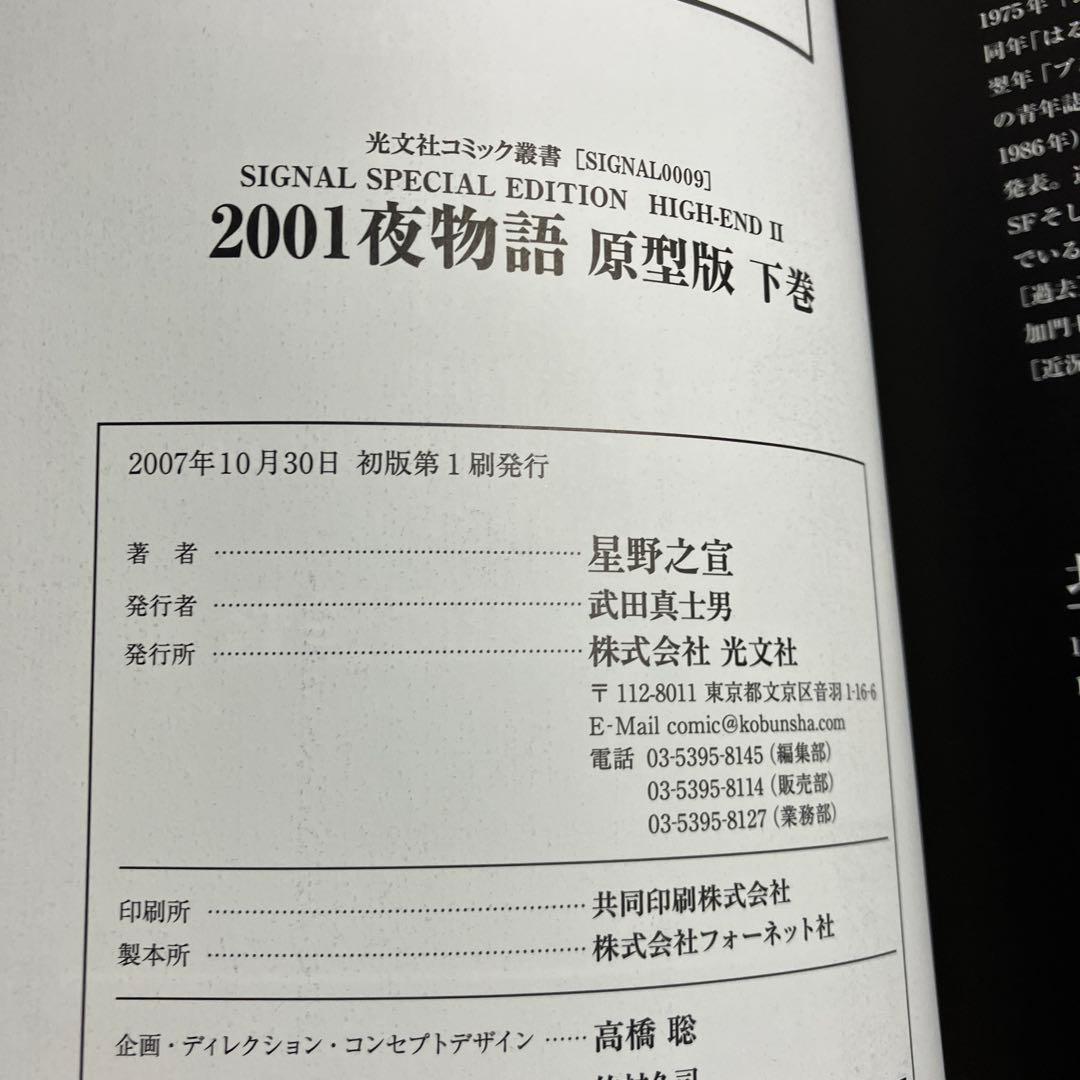 光文社コミック叢書 [SIGNAL0009]
SIGNAL SPECIAL EDITION HIGH-END II
2001夜物語 原型版 下巻
2007年10月30日 初版第1刷発行
著 者 星野之宣
発行者 武田真士男
発行所 株式会社 光文社
〒112-8011 東京都文京区音羽1-16-6
E-Mail comic@kobunsha.com
電話 03-5395-8145(編集部)
03-5395-8114(販売部)
03-5395-8127(業務部)
印刷所 共同印刷株式会社
製本所 株式会社フォーネット社
企画・ディレクション・コンセプトデザイン 高橋 聡
1975年「
同年「は
翌年「ブ
の青年誌
1986年)
発表。
SFそし
でいる
[過去
加門
[近況